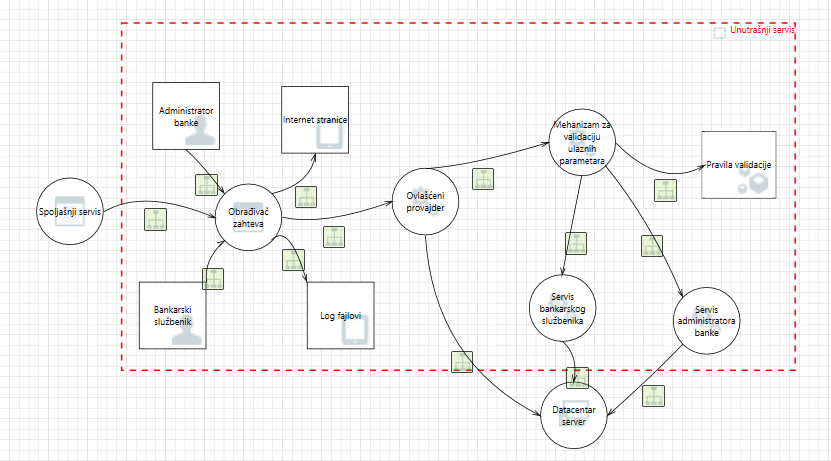 Unutrašnji servis
Administrator
banke
Internet stranice
Mehanizam za
validaciju
ulaznih
parametara
Pravila validacije
Spoljašnji servis
Obrađivač
zahteva
Ovlašćeni
provajder
Bankarski
službenik
Log fajlovi
Servis
bankarskog
službenika
Servis
administratora
banke
Datacentar
server